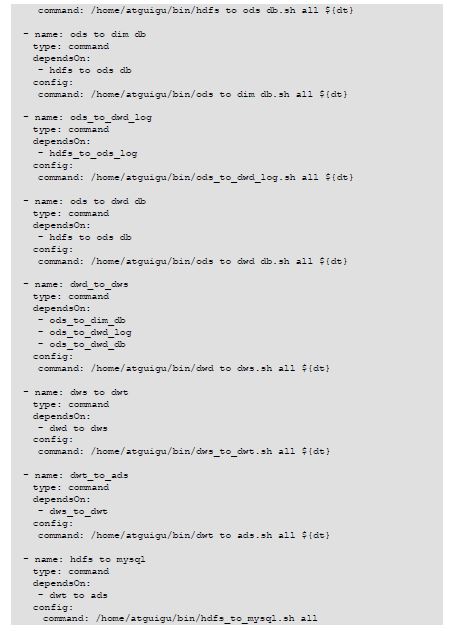 command: /home/atguigu/bin/hdfs to ods db.sh all ${dt}
- name: ods to dim db
type: command
dependsOn:
- hdfs to ods db
config:
command: /home/atguigu/bin/ods to dim db.sh all ${dt}
- name: ods_to_dwd_log
type: command
dependsOn:
- hdfs_to_ods_log
config:
command: /home/atguigu/bin/ods_to_dwd_log.sh all ${dt}
- name: ods to dwd db
type: command
dependsOn:
- hdfs to ods db
config:
command: /home/atguigu/bin/ods to dwd db.sh all ${dt}
- name: dwd_to_dws
type: command
dependsOn:
- ods_to_dim_db
- ods_to_dwd_log
- ods_to_dwd_db
config:
command: /home/atguigu/bin/dwd to dws.sh all ${dt}
- name: dws to dwt
type: command
dependsOn:
- dwd to dws
config:
command: /home/atguigu/bin/dws_to_dwt.sh all ${dt}
- name: dwt_to_ads
type: command
dependsOn:
- dws_to_dwt
config:
command: /home/atguigu/bin/dwt to ads.sh all ${dt}
- name: hdfs to mysql
type: command
dependsOn:
- dwt to ads
config:
command: /home/atguigu/bin/hdfs_to_mysql.sh all